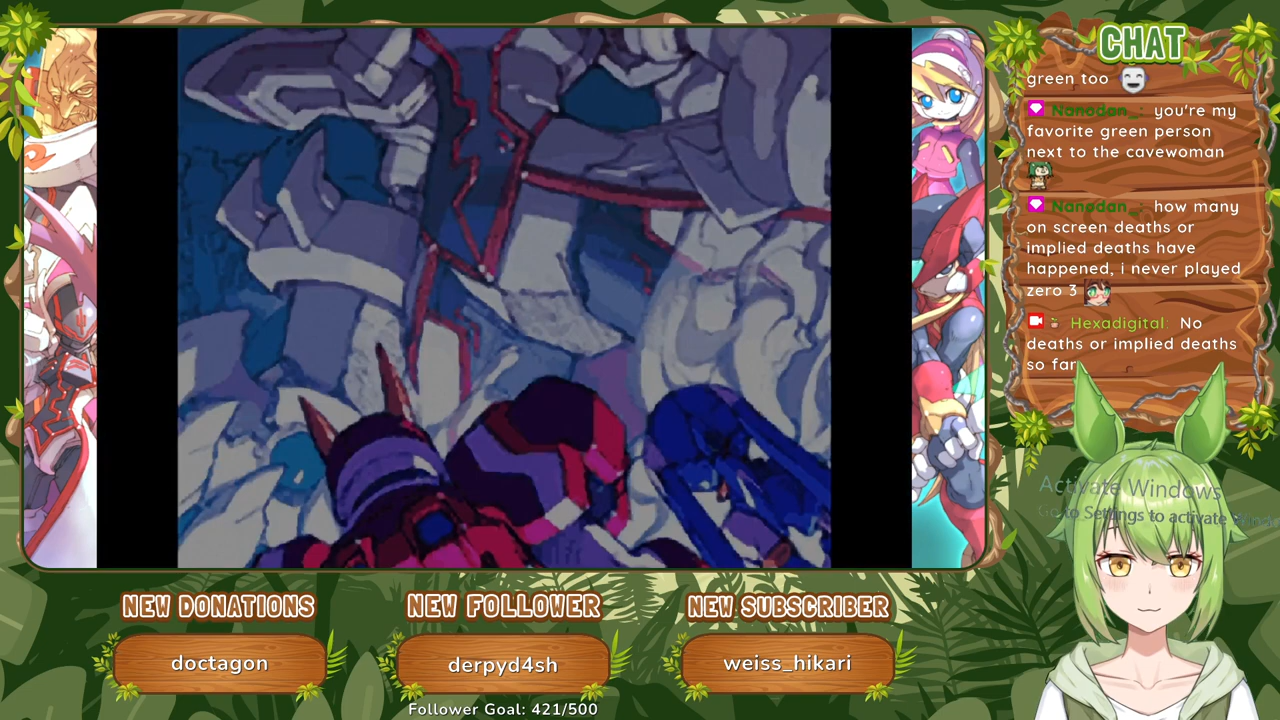 CHAT
green too
Nanodan_: you're my
favorite green person
next to the cavewoman
Nanodan_: how many
on screen deaths or
implied deaths have
happened, i never played
zero 3
Hexadigital: No
deaths or implied deaths
so far
Activate Windows
Go to Settings to activate Windo
NEW DONATIONS
NEW FOLLOWER
NEW SUBSCRIBER
doctagon
derpyd4sh
weiss_hikari
Follower Goal: 421/500